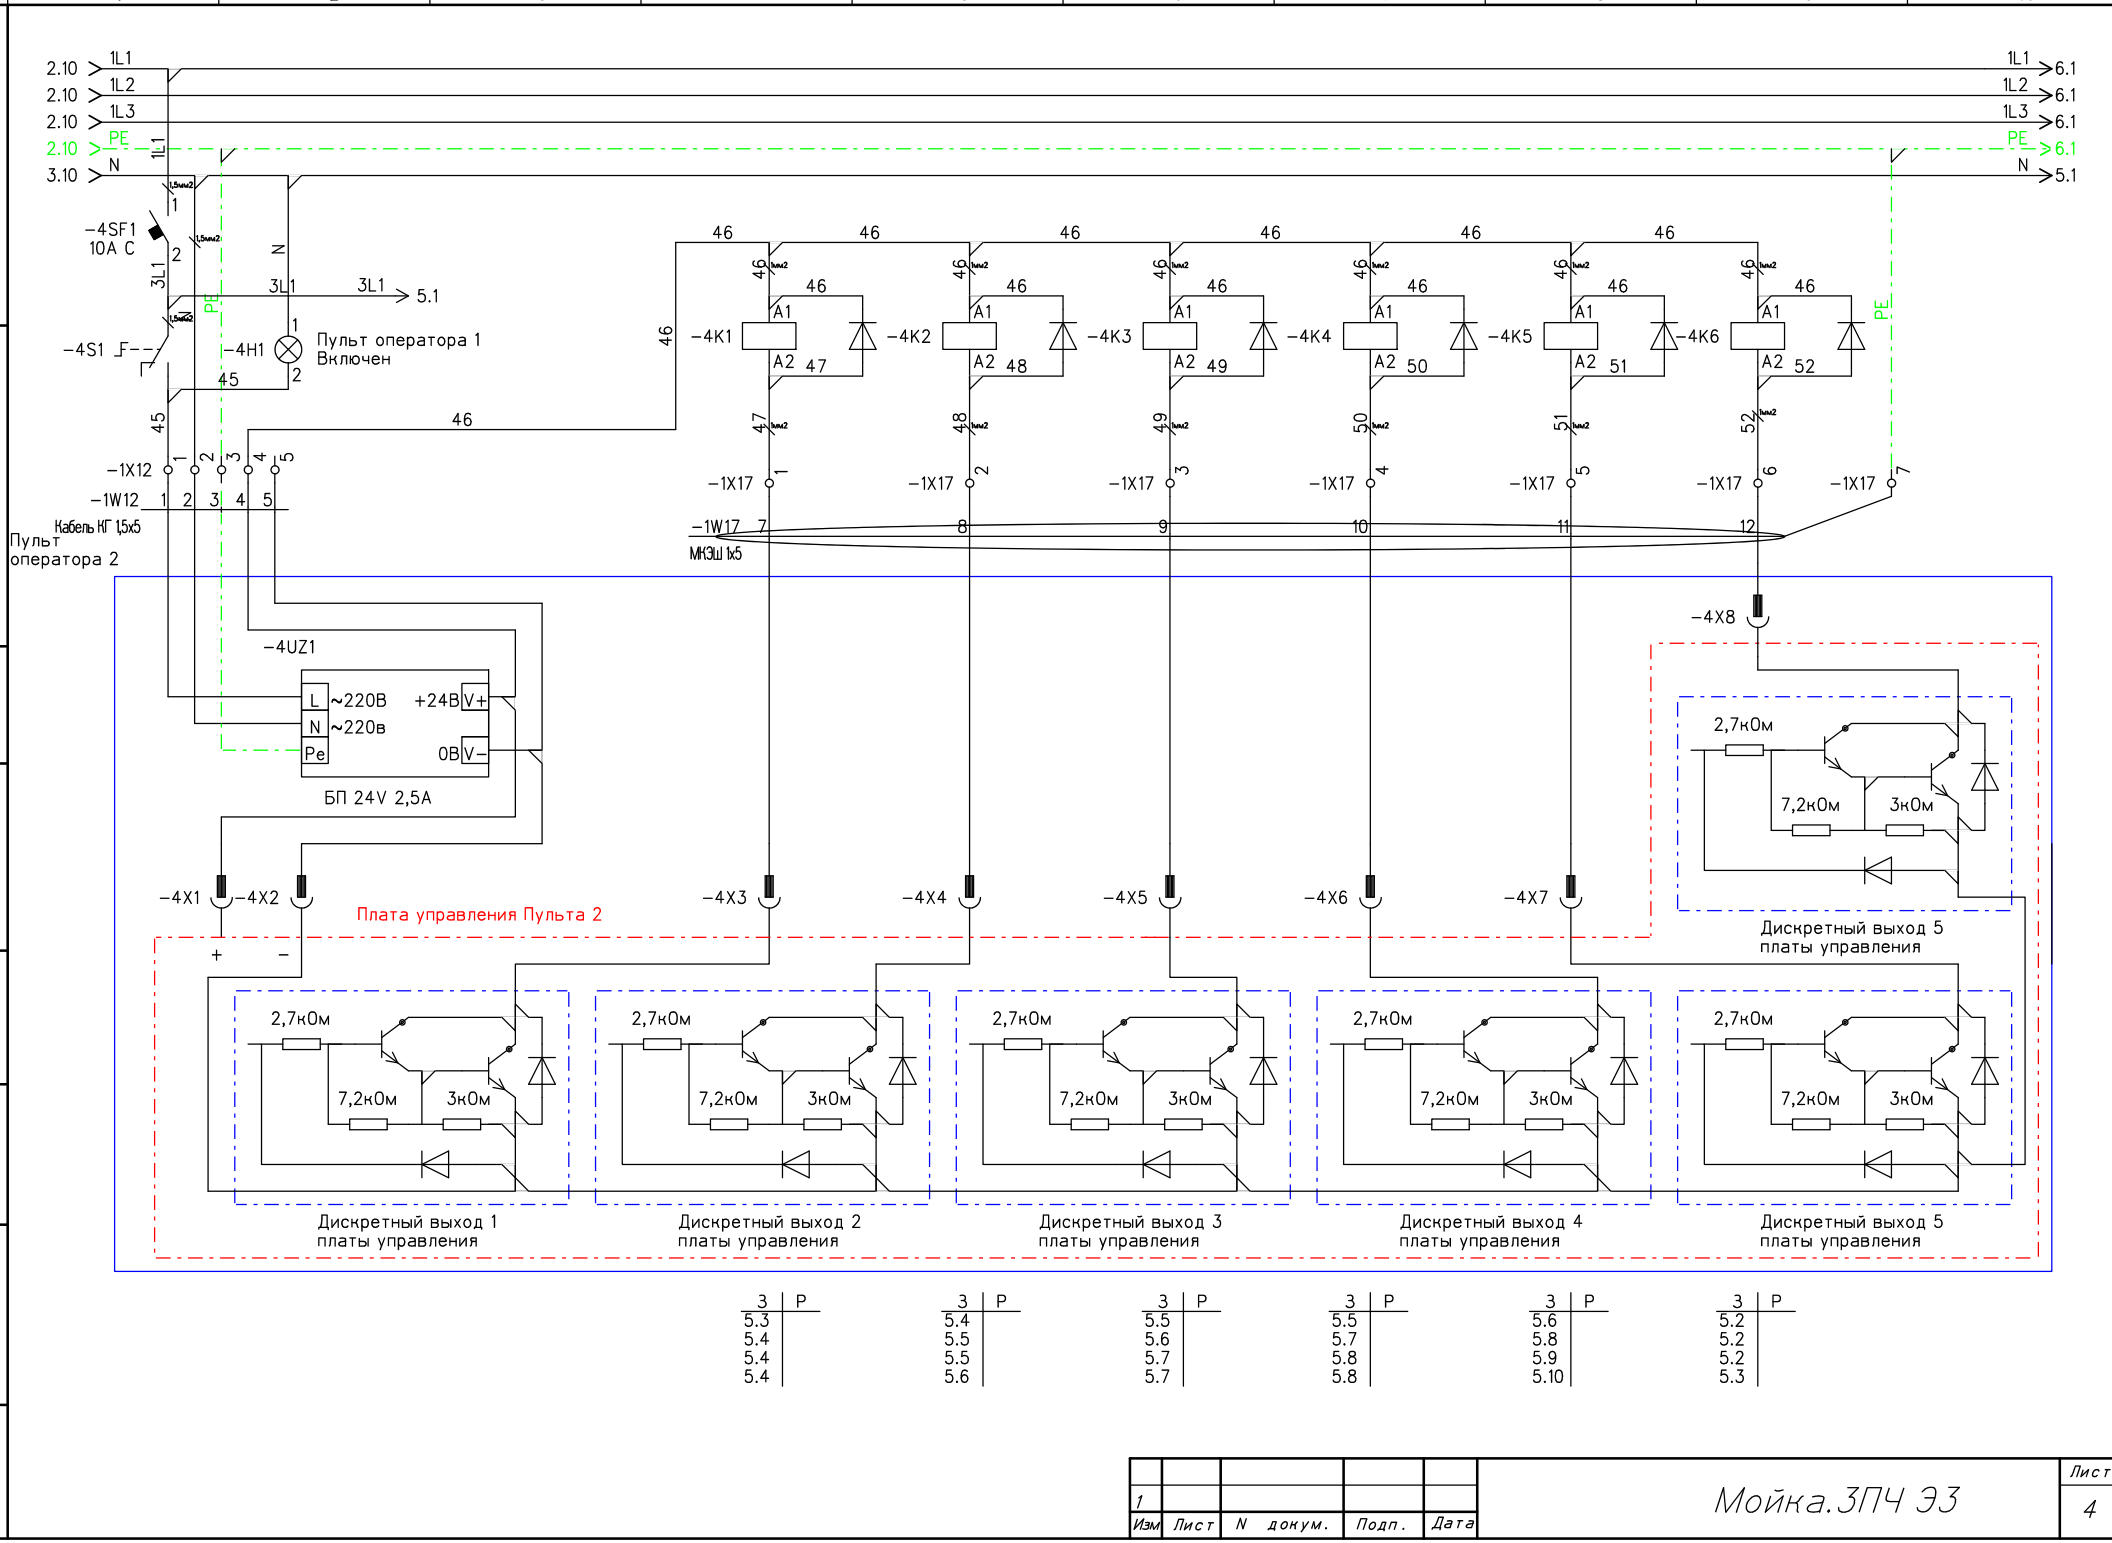 2.10 1L1 1L1 6.1
2.10 1L2 1L2 6.1
2.10 1L3 1L3 6.1
2.10 PE PE 6.1
3.10 N N 5.1
1L1
1,5мм2
1
-4SF1
10А С
2
1,5мм2
N
3L1
3L1 3L1 5.1
PE
N
1,5мм2
-4S1
-4H1
1
2
Пульт оператора 1
Включен
45
45
46
46
46 46 46 46 46 46
46 1мм2 46 1мм2 46 1мм2 46 1мм2 46 1мм2 46 1мм2
46 46 46 46 46 46
A1 A1 A1 A1 A1 A1
-4K1 -4K2 -4K3 -4K4 -4K5 -4K6
A2 A2 A2 A2 A2 A2
47 48 49 50 51 52
47 1мм2 48 1мм2 49 1мм2 50 1мм2 51 1мм2 52 1мм2
PE
-1X12 1 2 3 4 5
-1X17 1 -1X17 2 -1X17 3 -1X17 4 -1X17 5 -1X17 6 -1X17 7
-1W12 1 2 3 4 5
Кабель КГ 1,5х5
-1W17 7 8 9 10 11 12
МКЭШ 1х5
Пульт
оператора 2
-4UZ1
L ~220В +24В V+
N ~220в
Pe 0В V-
БП 24V 2,5А
-4X8
2,7кОм
7,2кОм 3кОм
Дискретный выход 5
платы управления
-4X1 -4X2 -4X3 -4X4 -4X5 -4X6 -4X7
Плата управления Пульта 2
+ -
2,7кОм 2,7кОм 2,7кОм 2,7кОм 2,7кОм
7,2кОм 3кОм 7,2кОм 3кОм 7,2кОм 3кОм 7,2кОм 3кОм 7,2кОм 3кОм
Дискретный выход 1
платы управления
Дискретный выход 2
платы управления
Дискретный выход 3
платы управления
Дискретный выход 4
платы управления
Дискретный выход 5
платы управления
З Р З Р З Р З Р З Р З Р
5.3 5.4 5.5 5.5 5.6 5.2
5.4 5.5 5.6 5.7 5.8 5.2
5.4 5.5 5.7 5.8 5.9 5.2
5.4 5.6 5.7 5.8 5.10 5.3
1
Изм Лист N докум. Подп. Дата
Мойка.3ПЧ Э3
Лист
4